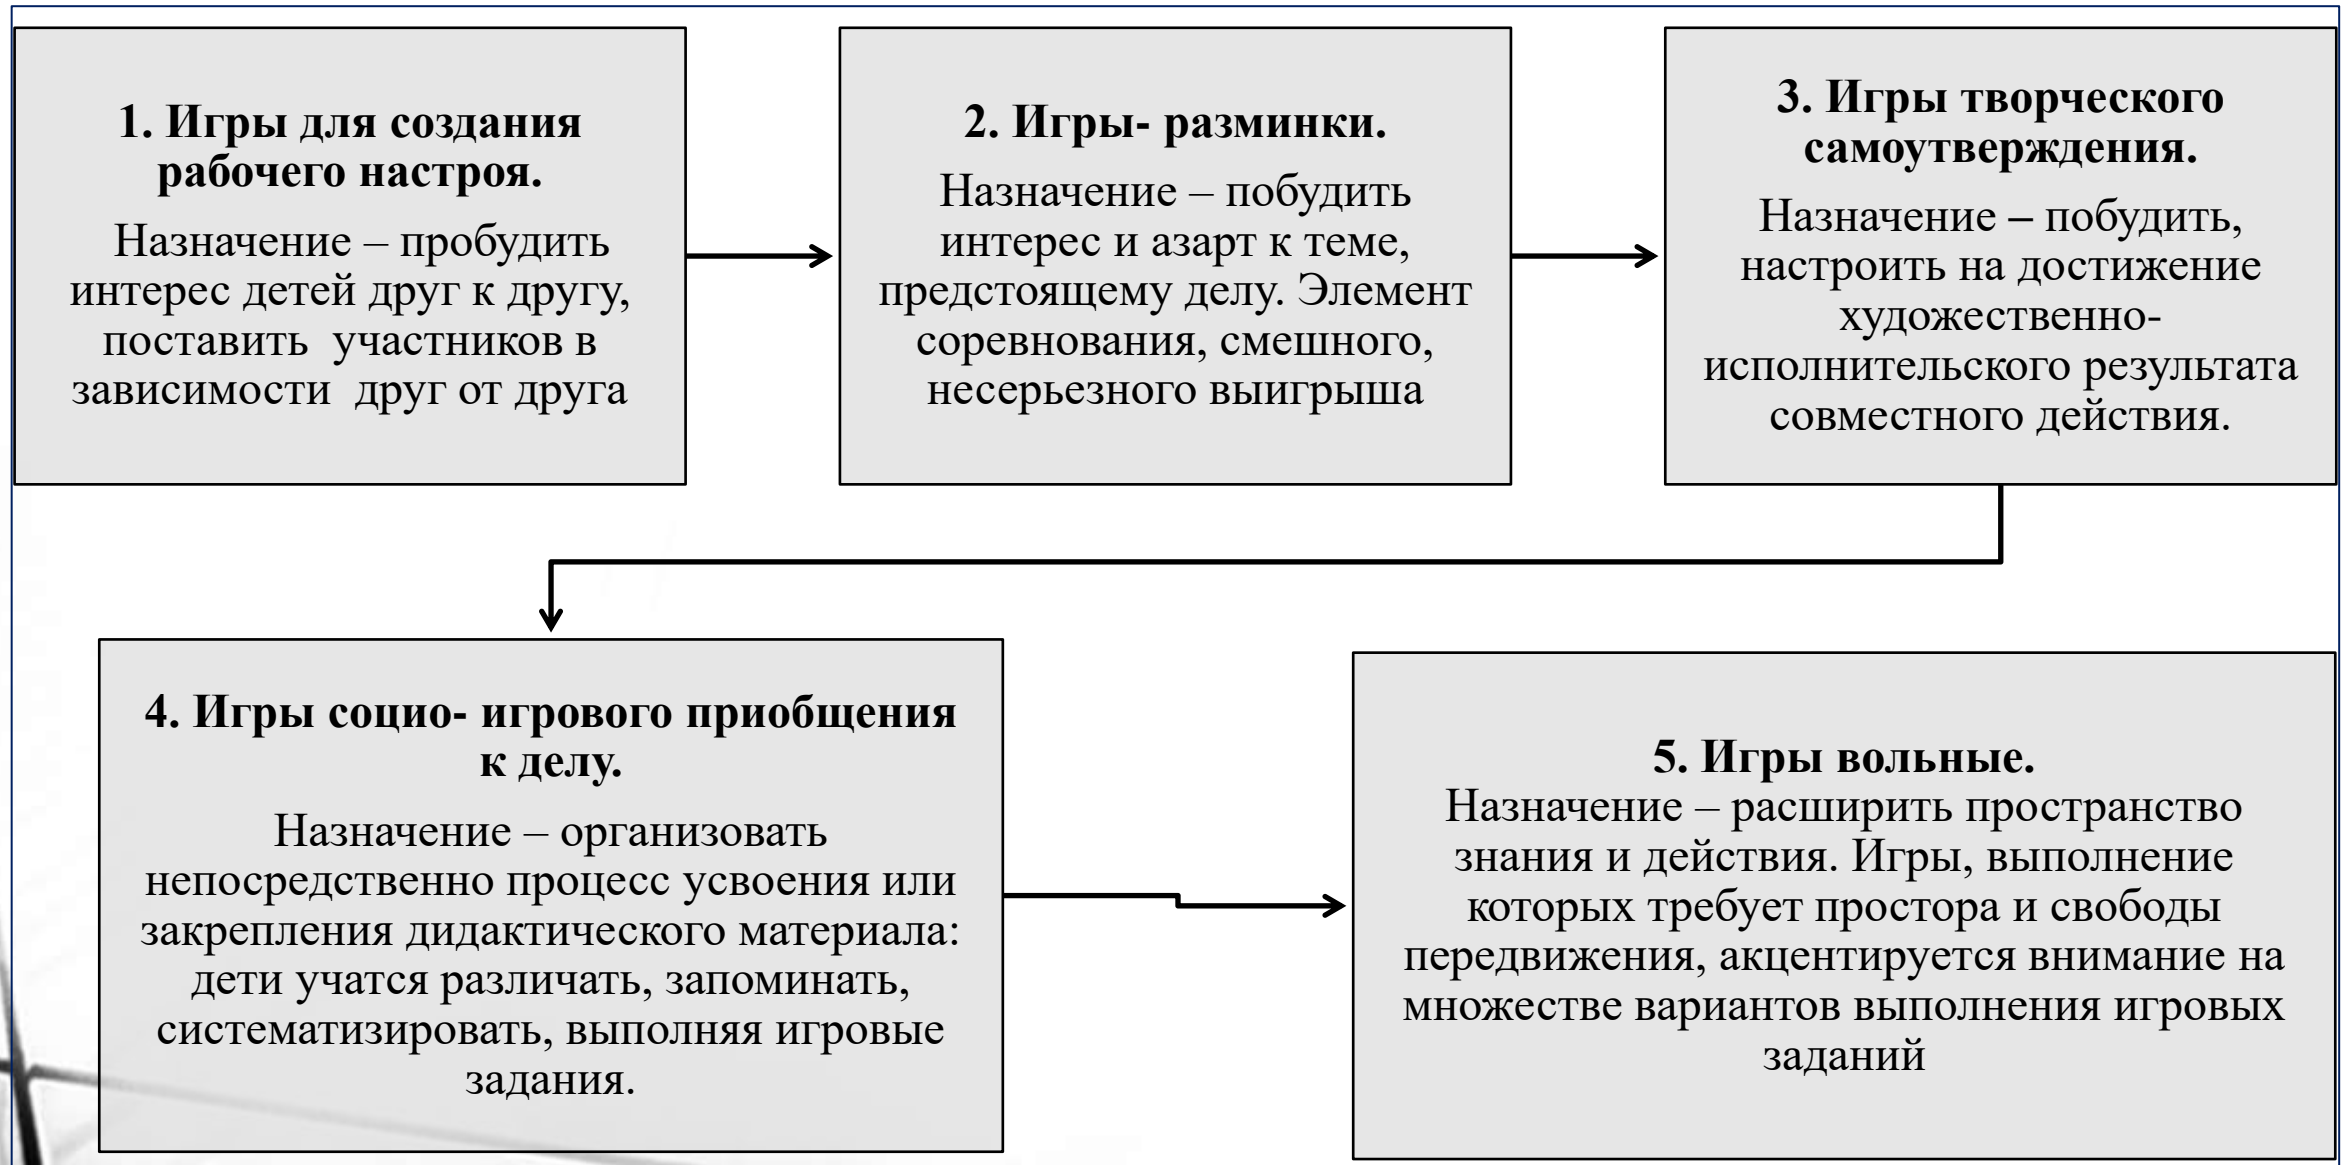 1. Игры для создания
рабочего настроя.
Назначение – пробудить
интерес детей друг к другу,
поставить  участников в
зависимости  друг от друга
2. Игры- разминки.
Назначение – побудить
интерес и азарт к теме,
предстоящему делу. Элемент
соревнования, смешного,
несерьезного выигрыша
3. Игры творческого
самоутверждения.
Назначение – побудить,
настроить на достижение
художественно-
исполнительского результата
совместного действия.
4. Игры социо- игрового приобщения
к делу.
Назначение – организовать
непосредственно процесс усвоения или
закрепления дидактического материала:
дети учатся различать, запоминать,
систематизировать, выполняя игровые
задания.
5. Игры вольные.
Назначение – расширить пространство
знания и действия. Игры, выполнение
которых требует простора и свободы
передвижения, акцентируется внимание на
множестве вариантов выполнения игровых
заданий